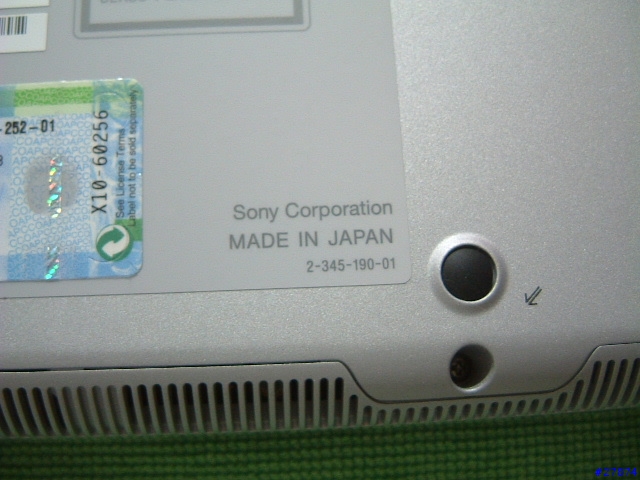 -252-01
X10-60256
See License Terms
Label not to be sold separately
Sony Corporation
MADE IN JAPAN
2-345-190-01